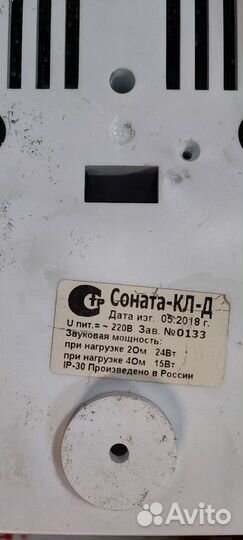 Соната-КЛ-Д
Дата изг. 05.2018 г.
U пит.= ~ 220В Зав. №0133
Звуковая мощность:
при нагрузке 2Ом 24Вт
при нагрузке 4Ом 15Вт
IP-30 Произведено в России
Avito